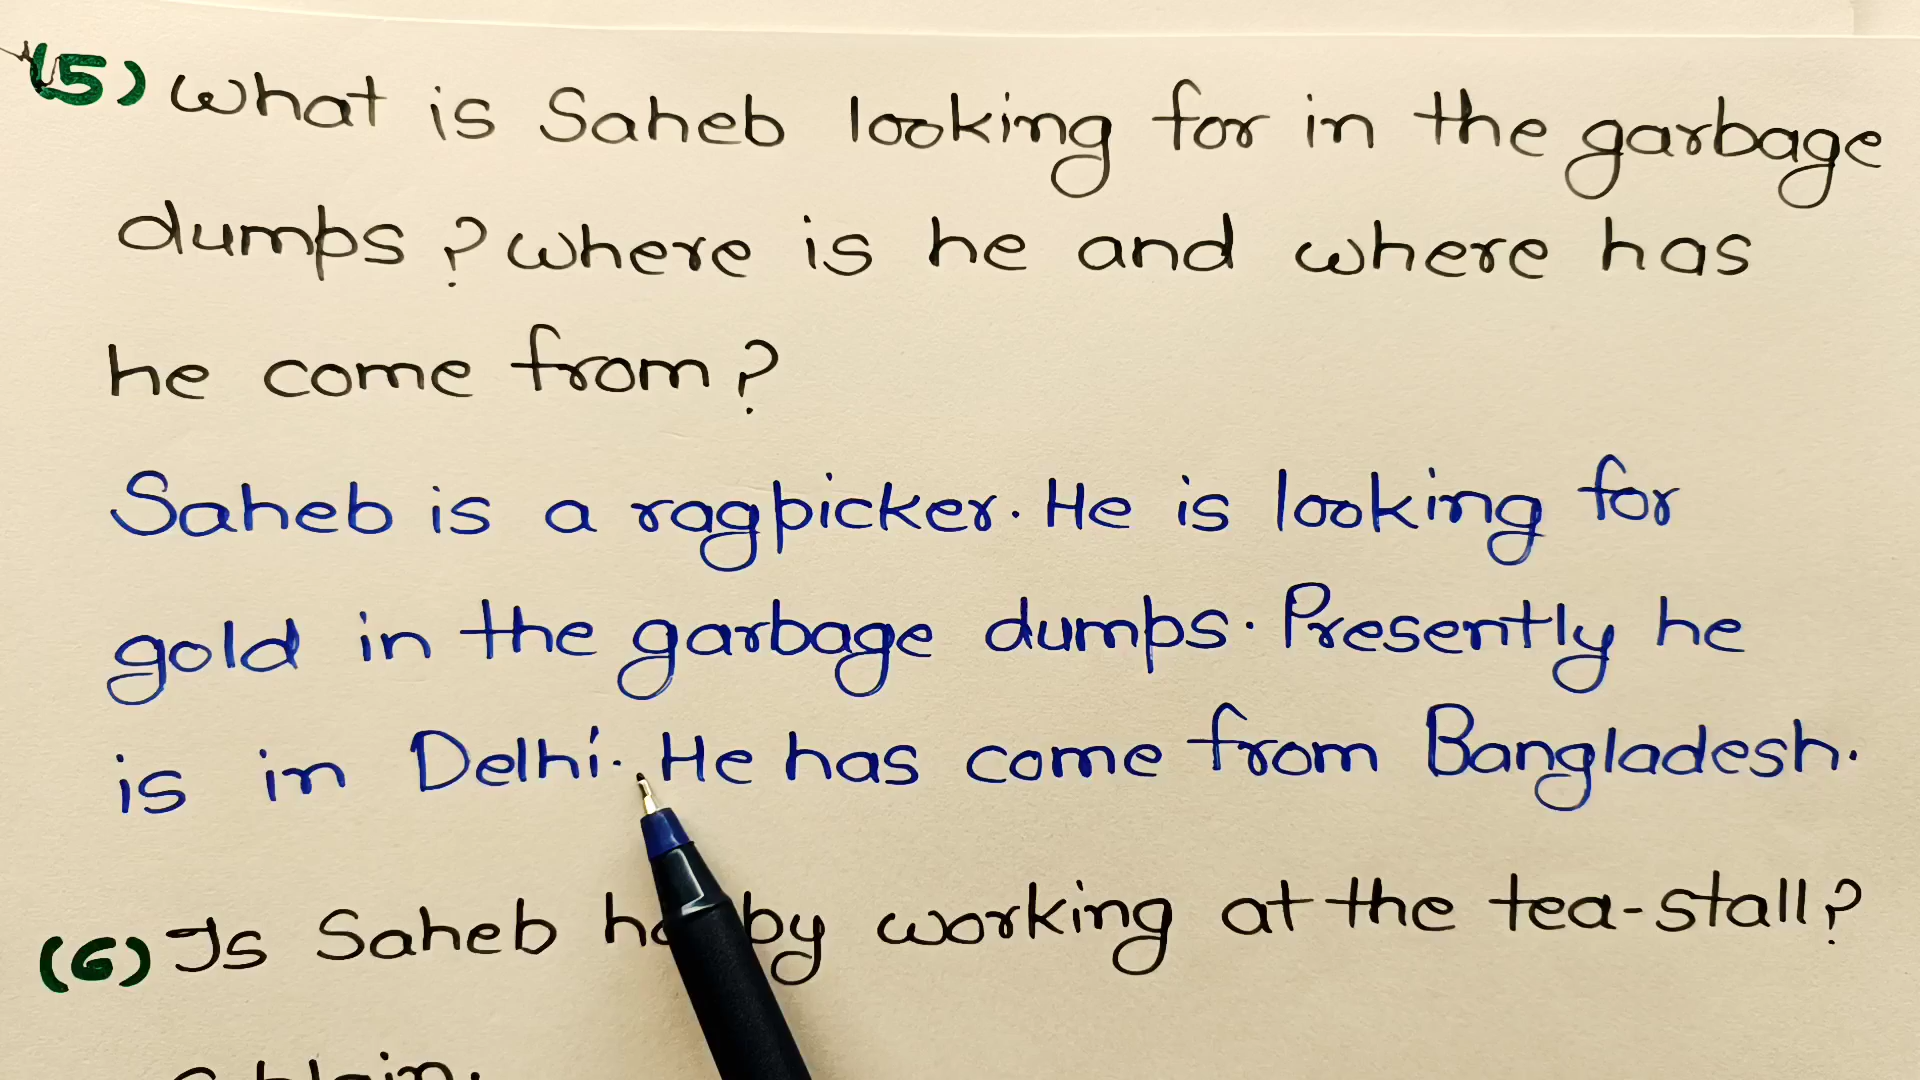 (5) What is Saheb looking for in the garbage
dumps? Where is he and where has
he come from?
Saheb is a ragpicker. He is looking for
gold in the garbage dumps. Presently he
is in Delhi. He has come from Bangladesh.
(6) Is Saheb working at the tea-stall?